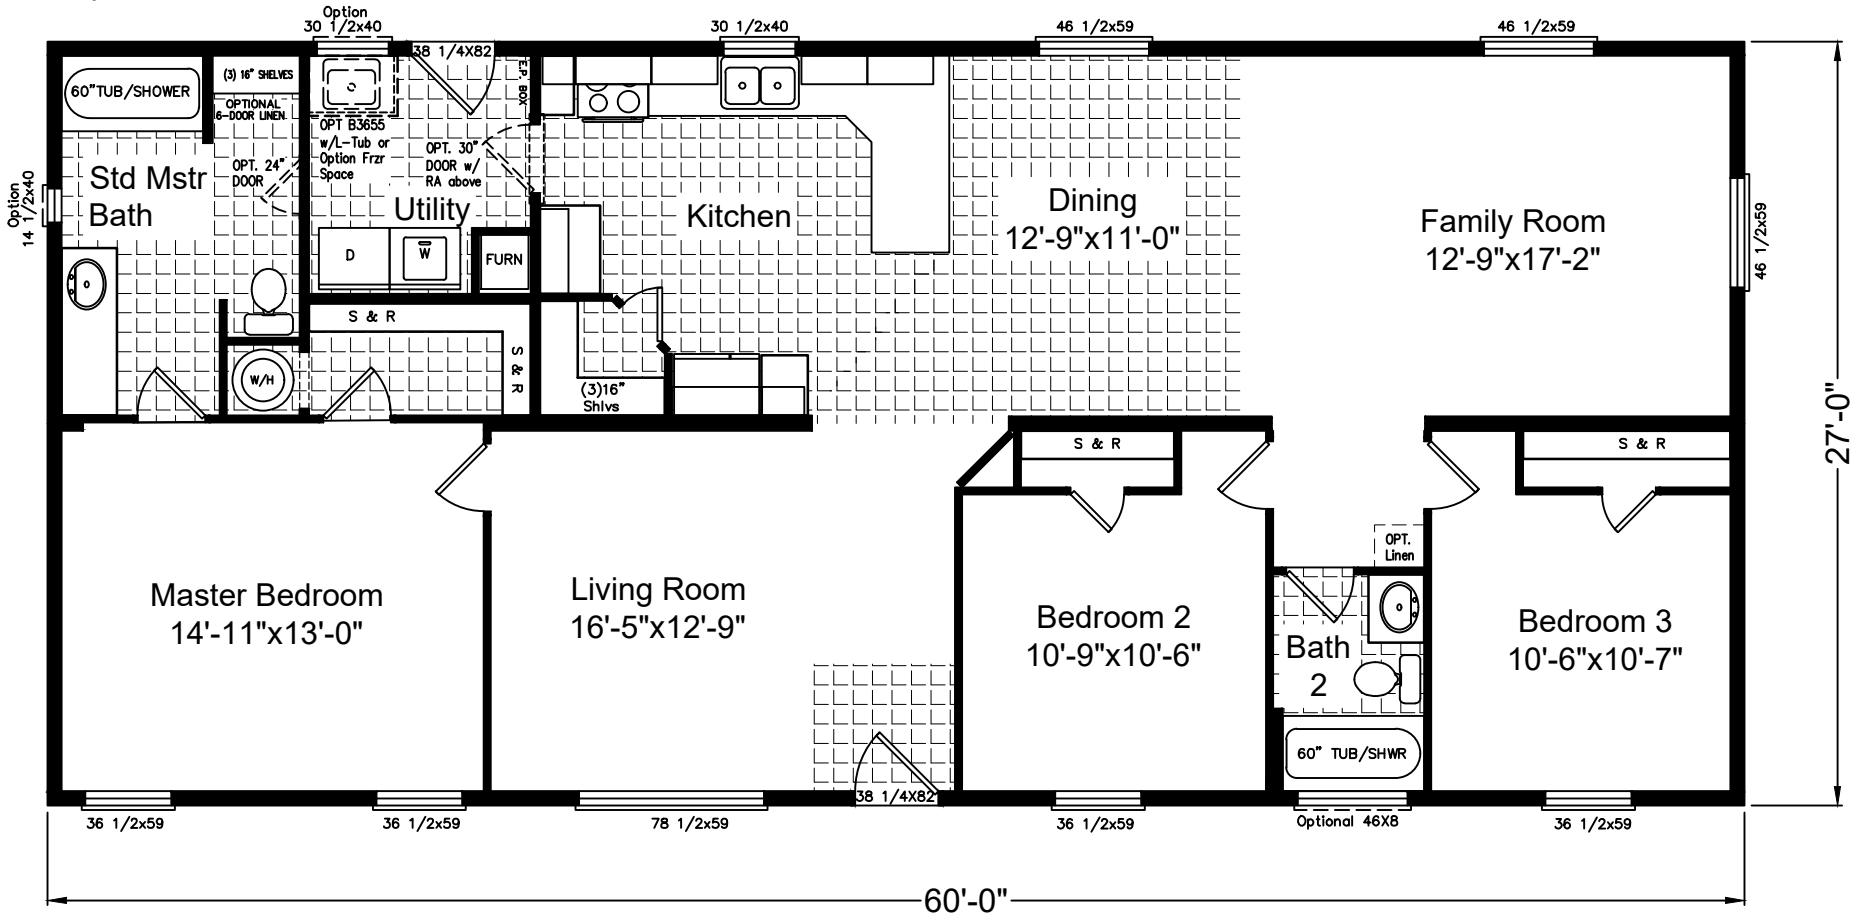 Option
30 1/2x40
30 1/2x40
46 1/2x59
46 1/2x59
38 1/4X82
60"TUB/SHOWER
(3) 16" SHELVES
OPTIONAL
6-DOOR LINEN
E.P. BOX
OPT B3655
w/L-Tub or
Option Frzr
Space
OPT. 24"
DOOR
OPT. 30"
DOOR w/
RA above
Option
14 1/2x40
Std Mstr
Bath
Utility
Kitchen
Dining
12'-9"x11'-0"
Family Room
12'-9"x17'-2"
46 1/2x59
D
W
FURN
S & R
S & R
W/H
(3)16"
Shlvs
27'-0"
S & R
S & R
OPT.
Linen
Master Bedroom
14'-11"x13'-0"
Living Room
16'-5"x12'-9"
Bedroom 2
10'-9"x10'-6"
Bath
2
Bedroom 3
10'-6"x10'-7"
60" TUB/SHWR
38 1/4X82
36 1/2x59
36 1/2x59
78 1/2x59
36 1/2x59
Optional 46X8
36 1/2x59
60'-0"